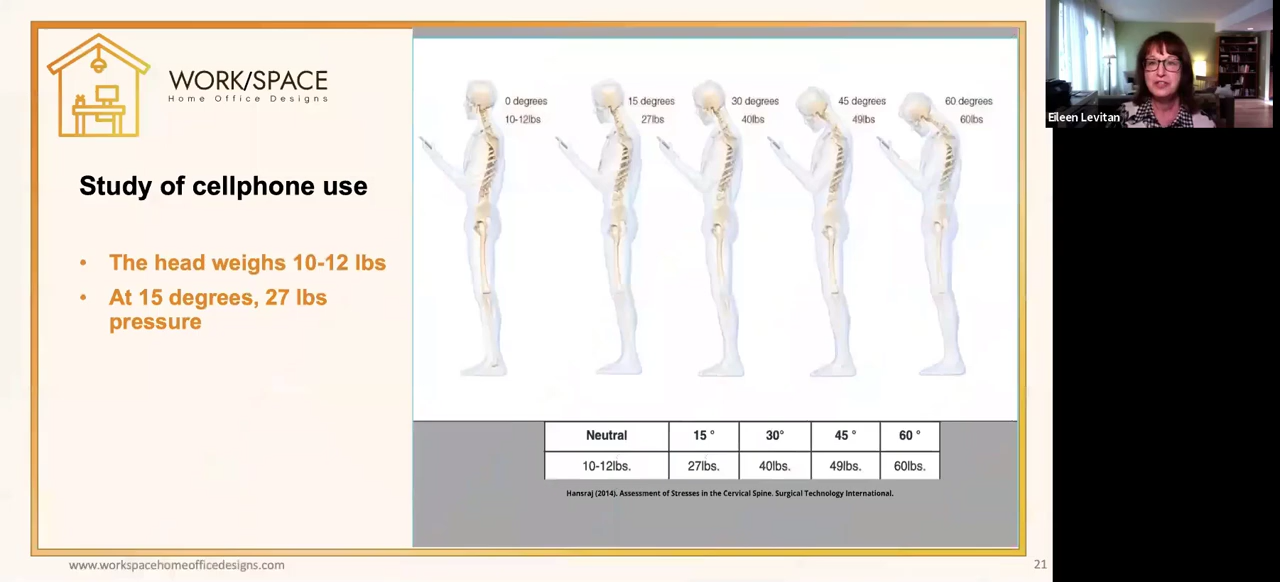 WORK/SPACE
Home Office Designs
Study of cellphone use
• The head weighs 10-12 lbs
• At 15 degrees, 27 lbs
pressure
0 degrees
10-12lbs
15 degrees
27lbs
30 degrees
40lbs
45 degrees
49lbs
60 degrees
60lbs
Neutral 15 ° 30° 45 ° 60 °
10-12lbs. 27lbs. 40lbs. 49lbs. 60lbs.
Hansraj (2014). Assessment of Stresses in the Cervical Spine. Surgical Technology International.
www.workspacehomeofficedesigns.com
21
Eileen Levitan